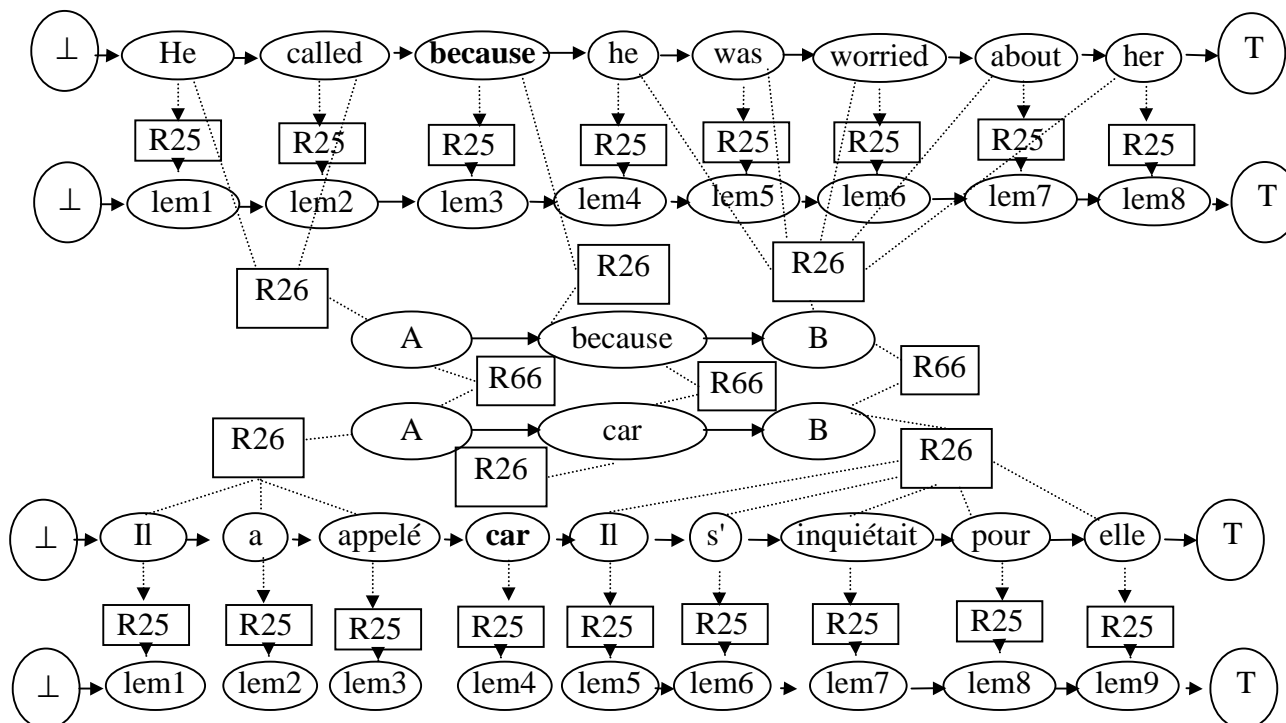 ⊥ He called because he was worried about her T
R25 R25 R25 R25 R25 R25 R25 R25
⊥ lem1 lem2 lem3 lem4 lem5 lem6 lem7 lem8 T
R26 R26 R26
A because B
R66 R66 R66
A car B
R26 R26 R26
⊥ Il a appelé car Il s' inquiétait pour elle T
R25 R25 R25 R25 R25 R25 R25 R25 R25
⊥ lem1 lem2 lem3 lem4 lem5 lem6 lem7 lem8 lem9 T